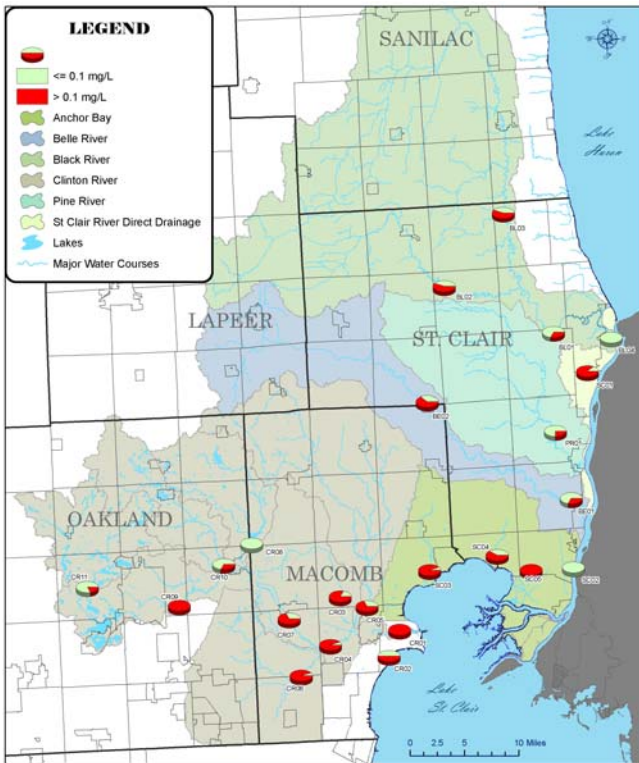 LEGEND
<= 0.1 mg/L
> 0.1 mg/L
Anchor Bay
Belle River
Black River
Clinton River
Pine River
St Clair River Direct Drainage
Lakes
Major Water Courses
SANILAC
Lake
Huron
BL03
BL02
LAPEER
ST. CLAIR
BL01
BL04
SC01
BE02
PR01
BE01
OAKLAND
CR08
SC04
CR11
CR10
MACOMB
SC03
SC05
SC02
CR09
CR03
CR05
CR07
CR01
CR04
CR02
CR06
Lake
St. Clair
0 2.5 5 10 Miles